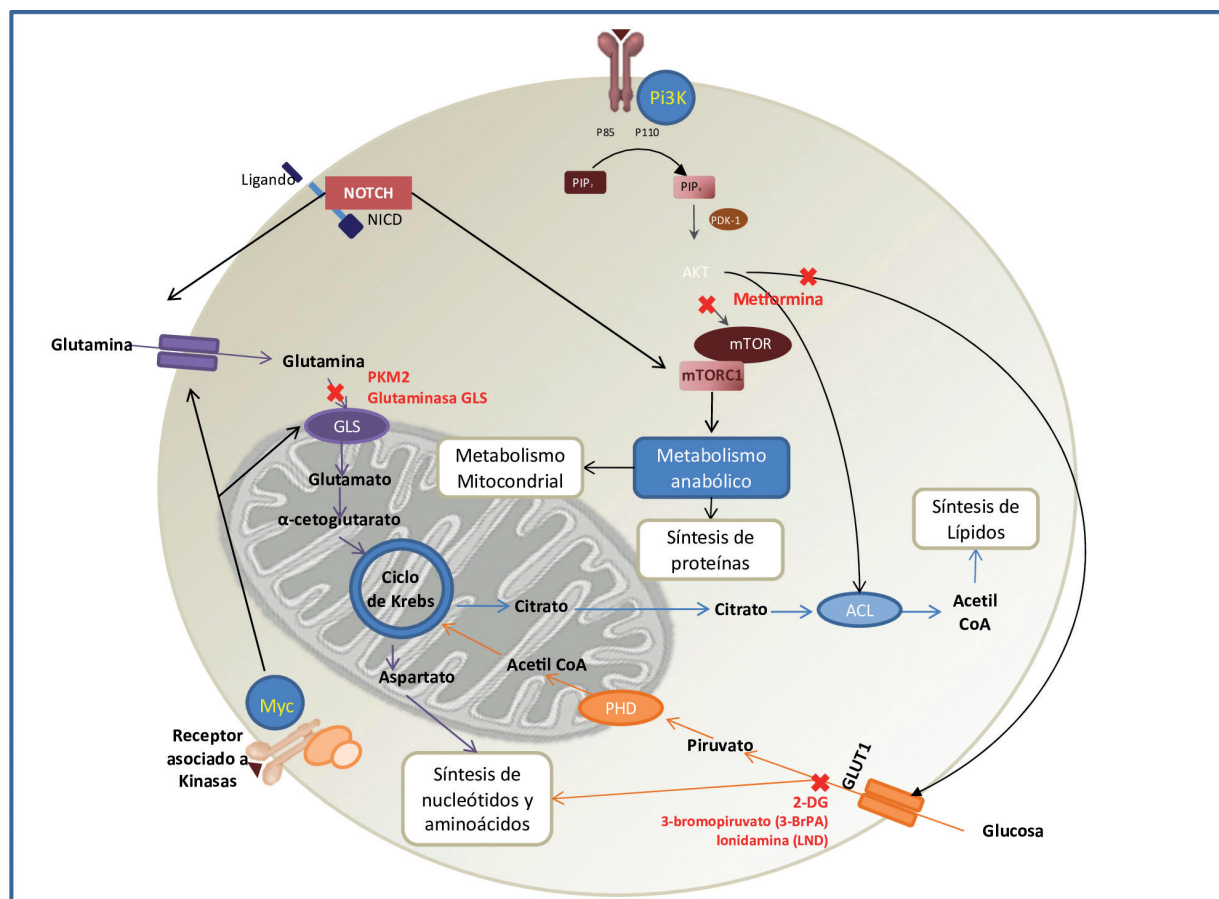 Pi3K
P85
P110
PIP₂
PIP₃
PDK-1
Ligando
NOTCH
NICD
AKT
Metformina
mTOR
mTORC1
Glutamina
Glutamina
PKM2
Glutaminasa GLS
GLS
Glutamato
α-cetoglutarato
Ciclo
de Krebs
Metabolismo
Mitocondrial
Metabolismo
anabólico
Síntesis de
proteínas
Síntesis de
Lípidos
Citrato
Citrato
ACL
Acetil
CoA
Acetil CoA
Aspartato
PHD
Piruvato
Myc
Receptor
asociado a
Kinasas
Síntesis de
nucleótidos y
aminoácidos
GLUT1
2-DG
3-bromopiruvato (3-BrPA)
lonidamina (LND)
Glucosa